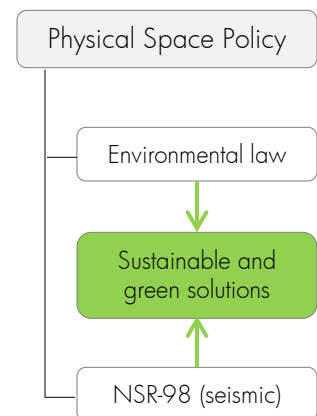 Physical Space Policy
Environmental law
Sustainable and
green solutions
NSR-98 (seismic)